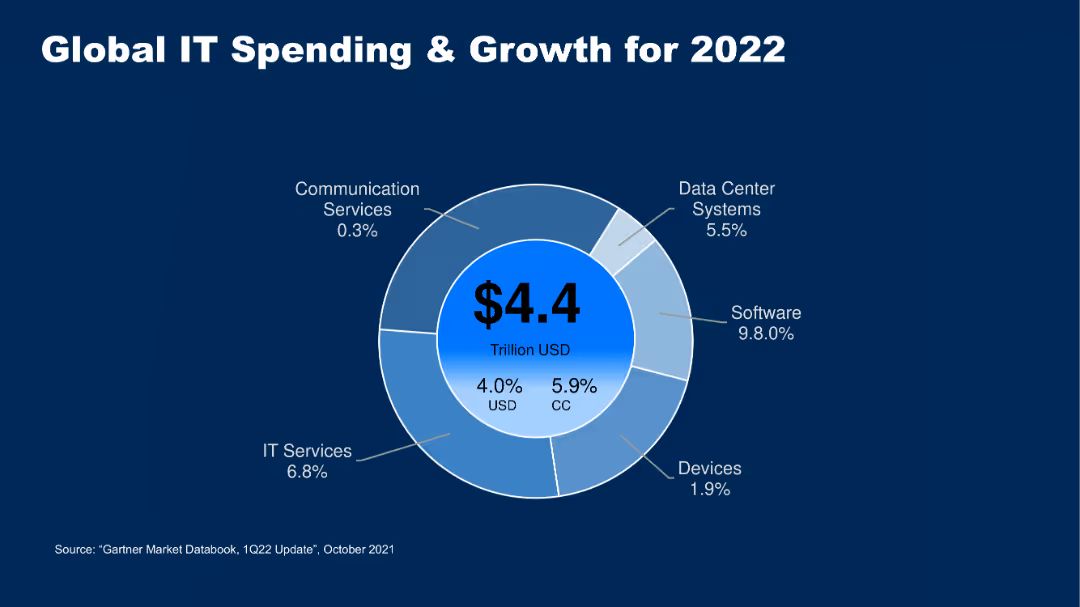 Global IT Spending & Growth for 2022
Communication
Services
0.3%
Data Center
Systems
5.5%
$4.4
Trillion USD
4.0% 5.9%
USD CC
Software
9.8.0%
IT Services
6.8%
Devices
1.9%
Source: “Gartner Market Databook, 1Q22 Update”, October 2021